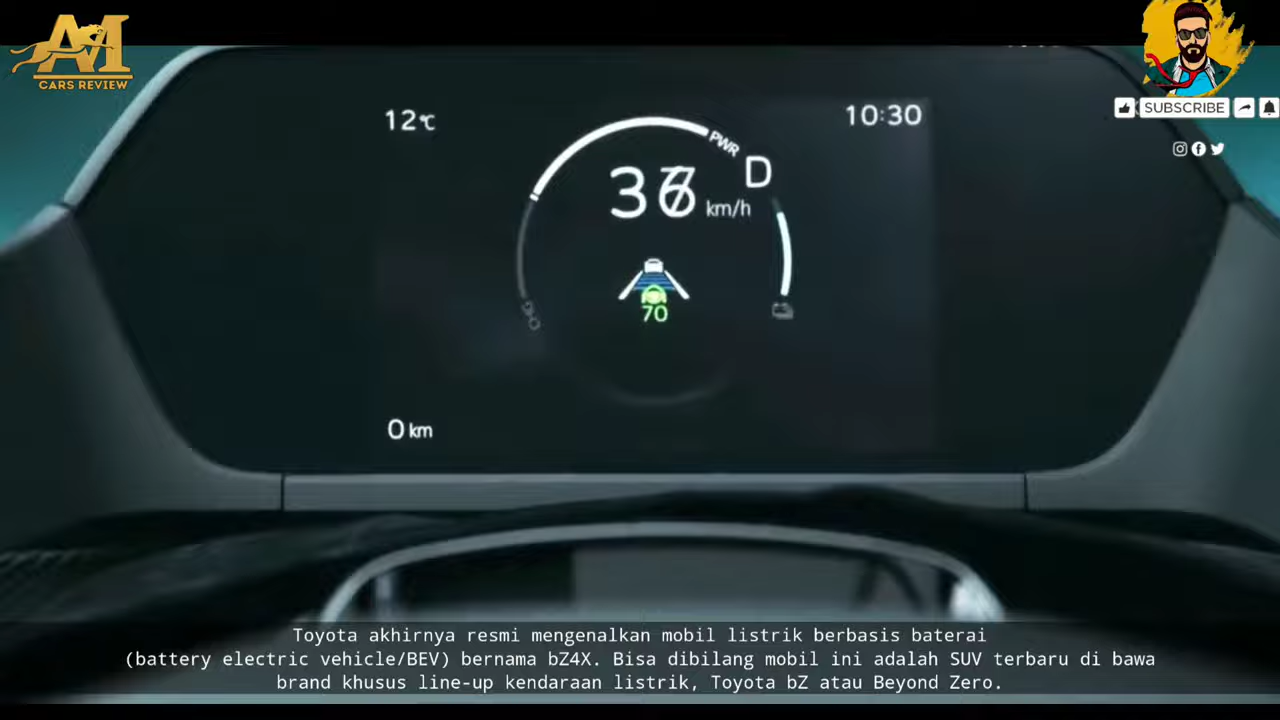 AM
CARS REVIEW
SUBSCRIBE
12℃
10:30
PWR
D
km/h
70
0 km
Toyota akhirnya resmi mengenalkan mobil listrik berbasis baterai
(battery electric vehicle/BEV) bernama bZ4X. Bisa dibilang mobil ini adalah SUV terbaru di bawa
brand khusus line-up kendaraan listrik, Toyota bZ atau Beyond Zero.